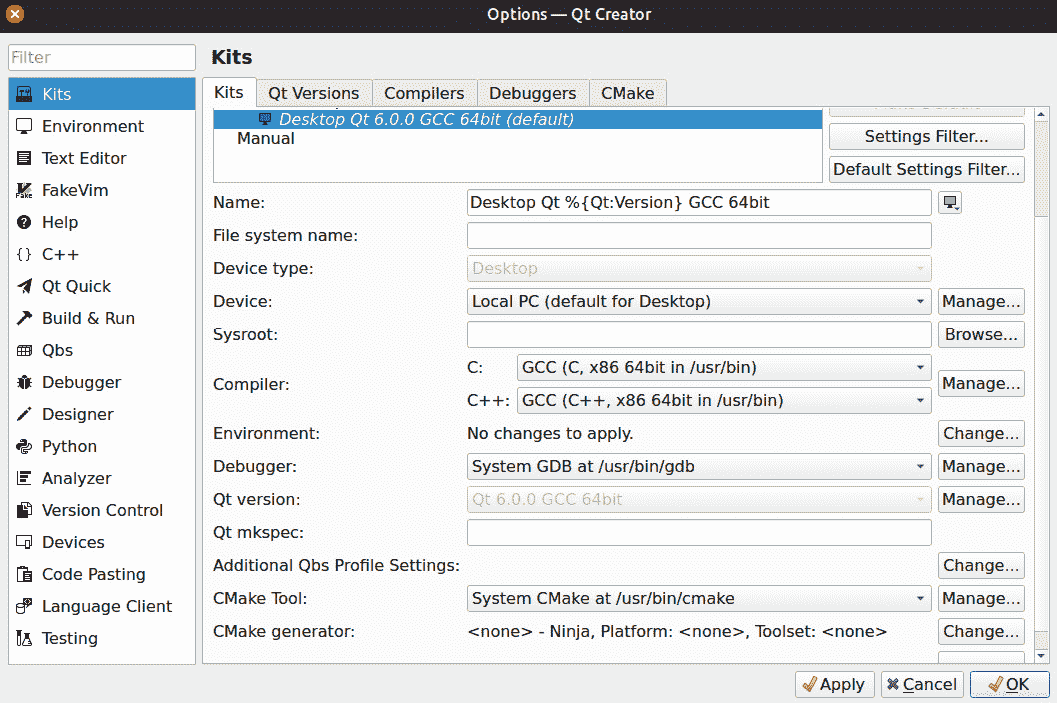 Options — Qt Creator
Filter
Kits
Environment
Text Editor
FakeVim
Help
C++
Qt Quick
Build & Run
Qbs
Debugger
Designer
Python
Analyzer
Version Control
Devices
Code Pasting
Language Client
Testing
Kits
Kits Qt Versions Compilers Debuggers CMake
Desktop Qt 6.0.0 GCC 64bit (default)
Manual
Settings Filter...
Default Settings Filter...
Name: Desktop Qt %{Qt:Version} GCC 64bit
File system name:
Device type: Desktop
Device: Local PC (default for Desktop) Manage...
Sysroot: Browse...
Compiler: C: GCC (C, x86 64bit in /usr/bin) Manage...
C++: GCC (C++, x86 64bit in /usr/bin)
Environment: No changes to apply. Change...
Debugger: System GDB at /usr/bin/gdb Manage...
Qt version: Qt 6.0.0 GCC 64bit Manage...
Qt mkspec:
Additional Qbs Profile Settings: Change...
CMake Tool: System CMake at /usr/bin/cmake Manage...
CMake generator: <none> - Ninja, Platform: <none>, Toolset: <none> Change...
Apply Cancel OK